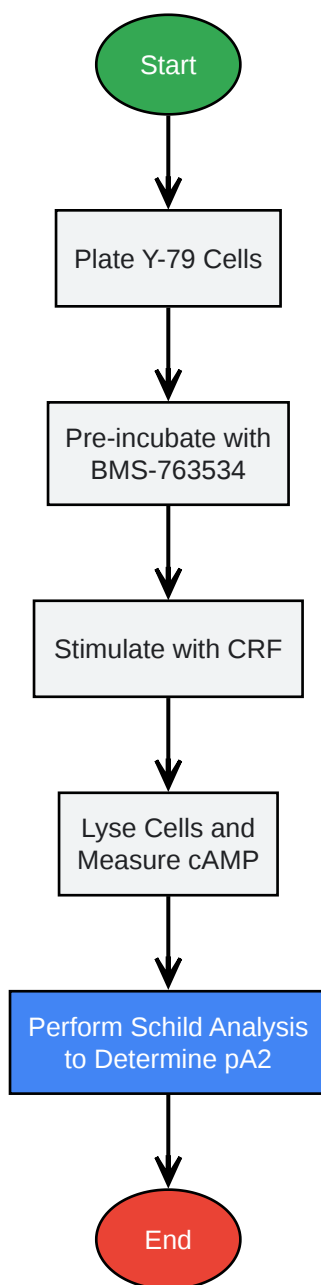 Start
Plate Y-79 Cells
Pre-incubate with
BMS-763534
Stimulate with CRF
Lyse Cells and
Measure cAMP
Perform Schild Analysis
to Determine pA2
End